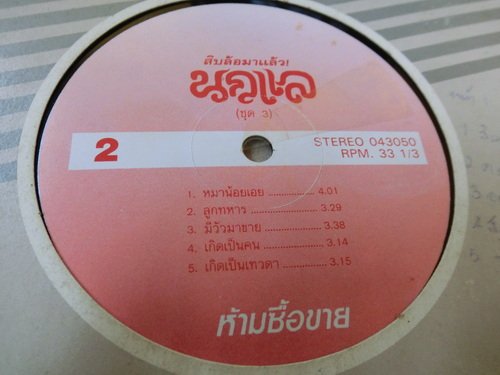 สิบล้อมาแล้ว!
นกแล
(ชุด 3)
2
STEREO 043050
RPM. 33 1/3
1. หมาน้อยเอย ................ 4.01
2. ลูกทหาร ....................... 3.29
3. มีวัวมาขาย ................... 3.38
4. เกิดเป็นคน ................... 3.14
5. เกิดเป็นเทวดา .............. 3.15
ห้ามซื้อขาย